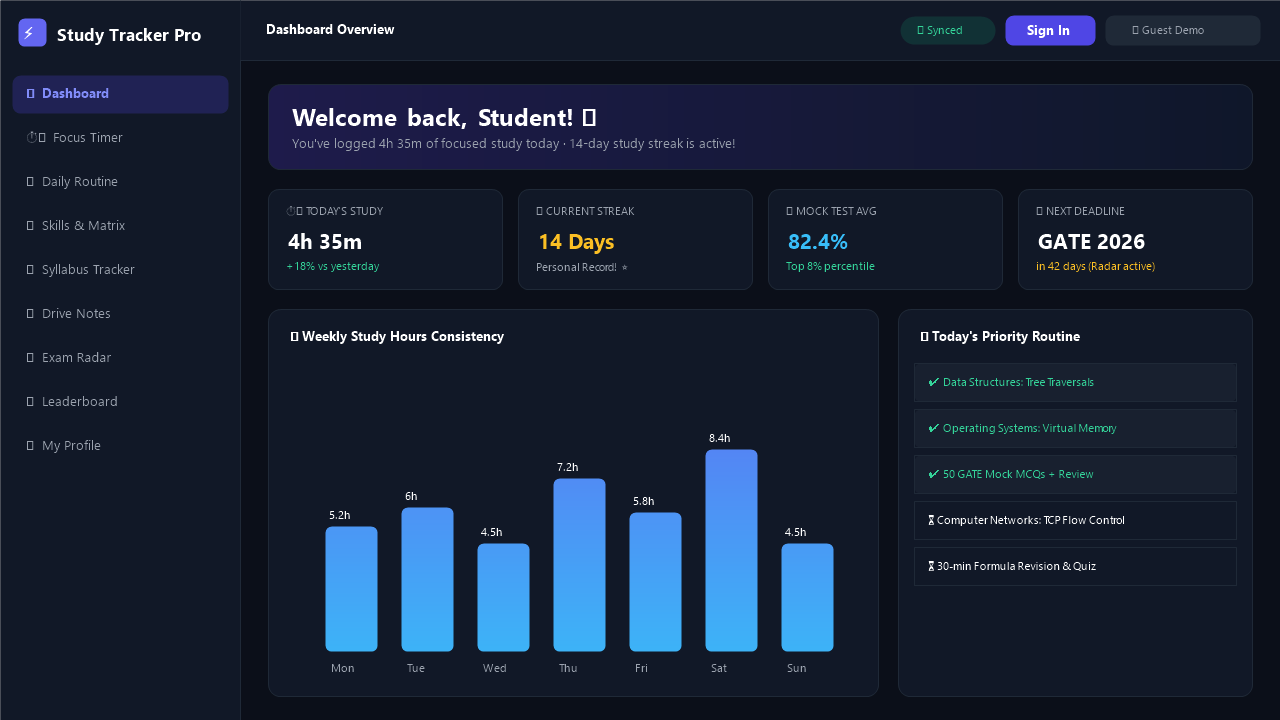 Study Tracker Pro
Dashboard
Focus Timer
Daily Routine
Skills & Matrix
Syllabus Tracker
Drive Notes
Exam Radar
Leaderboard
My Profile
Dashboard Overview
Synced
Sign In
Guest Demo
Welcome back, Student!
You've logged 4h 35m of focused study today · 14-day study streak is active!
TODAY'S STUDY
4h 35m
+18% vs yesterday
CURRENT STREAK
14 Days
Personal Record! ⭐
MOCK TEST AVG
82.4%
Top 8% percentile
NEXT DEADLINE
GATE 2026
in 42 days (Radar active)
Weekly Study Hours Consistency
5.2h
6h
4.5h
7.2h
5.8h
8.4h
4.5h
Mon
Tue
Wed
Thu
Fri
Sat
Sun
Today's Priority Routine
✔ Data Structures: Tree Traversals
✔ Operating Systems: Virtual Memory
✔ 50 GATE Mock MCQs + Review
⏳ Computer Networks: TCP Flow Control
⏳ 30-min Formula Revision & Quiz